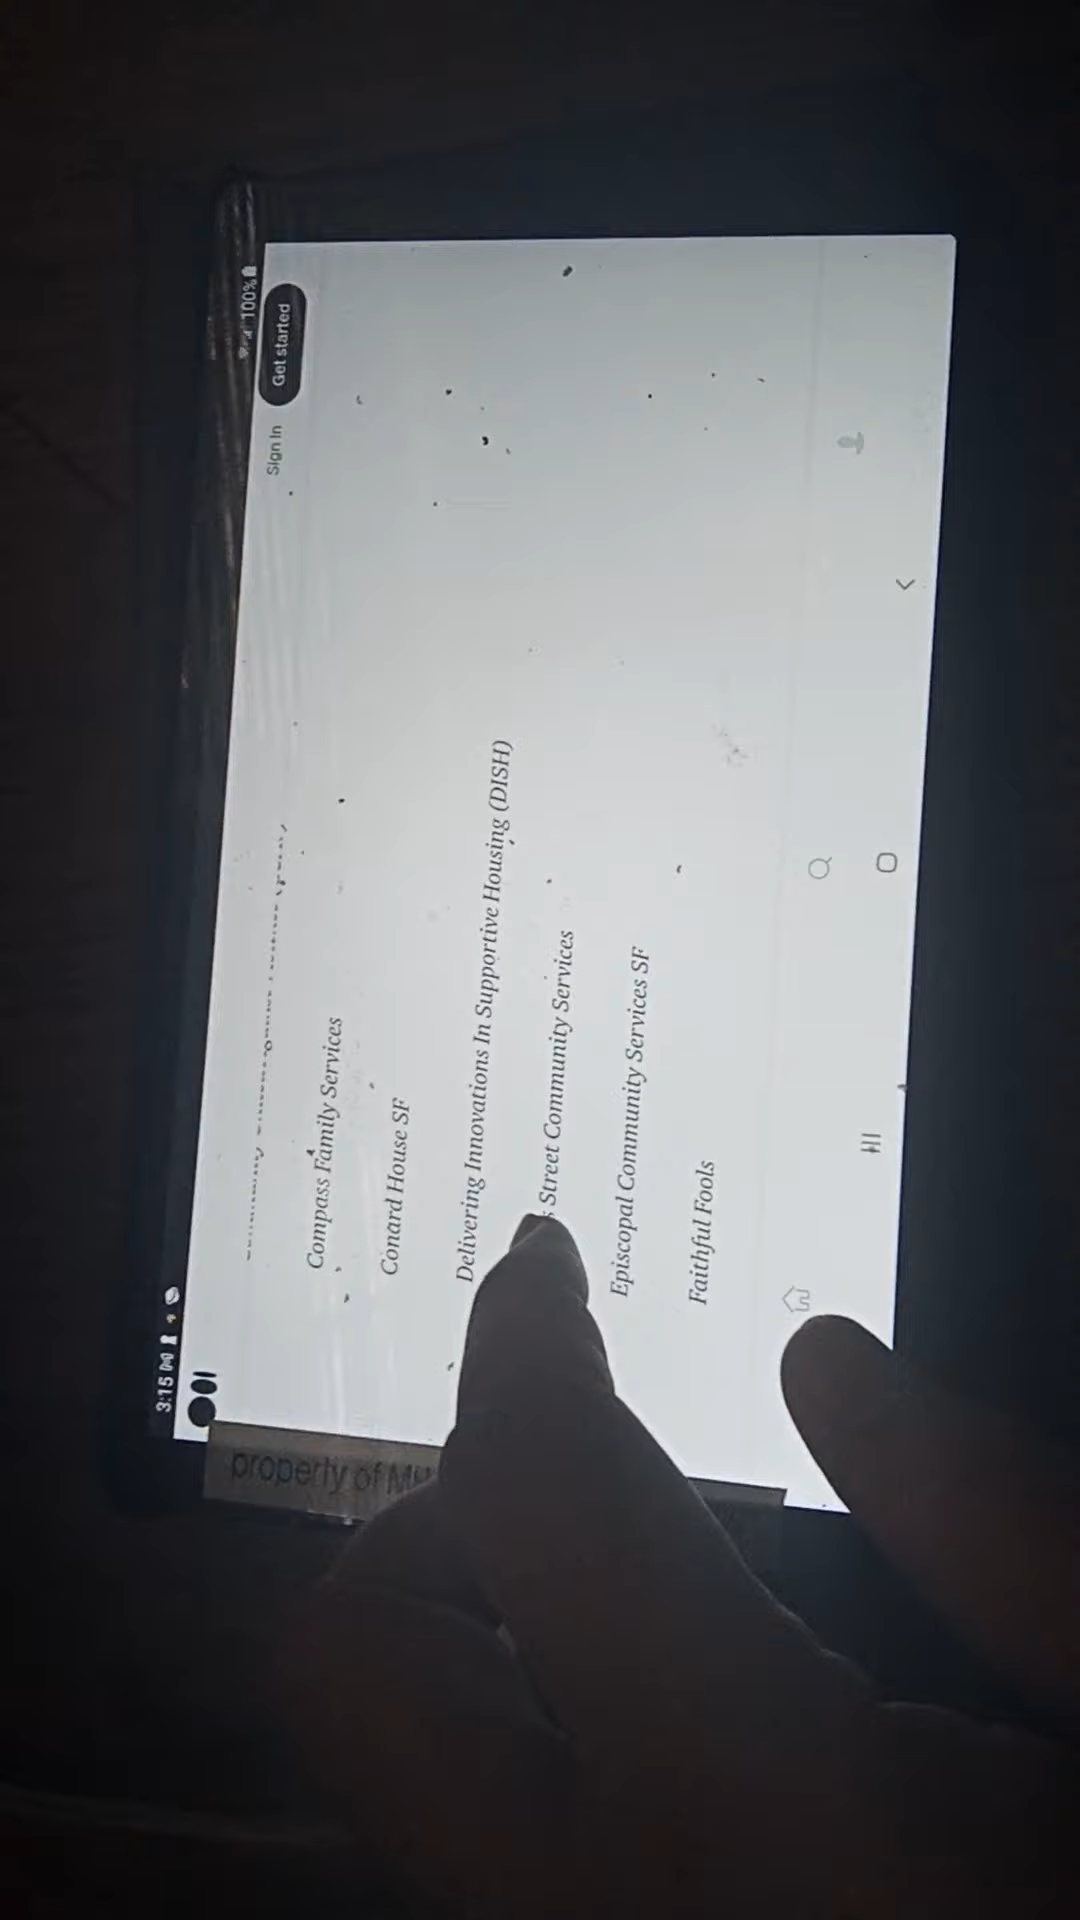 3:15
100%
Sign In
Get started
Compass Family Services
Conard House SF
Delivering Innovations In Supportive Housing (DISH)
Street Community Services
Episcopal Community Services SF
Faithful Fools
property of